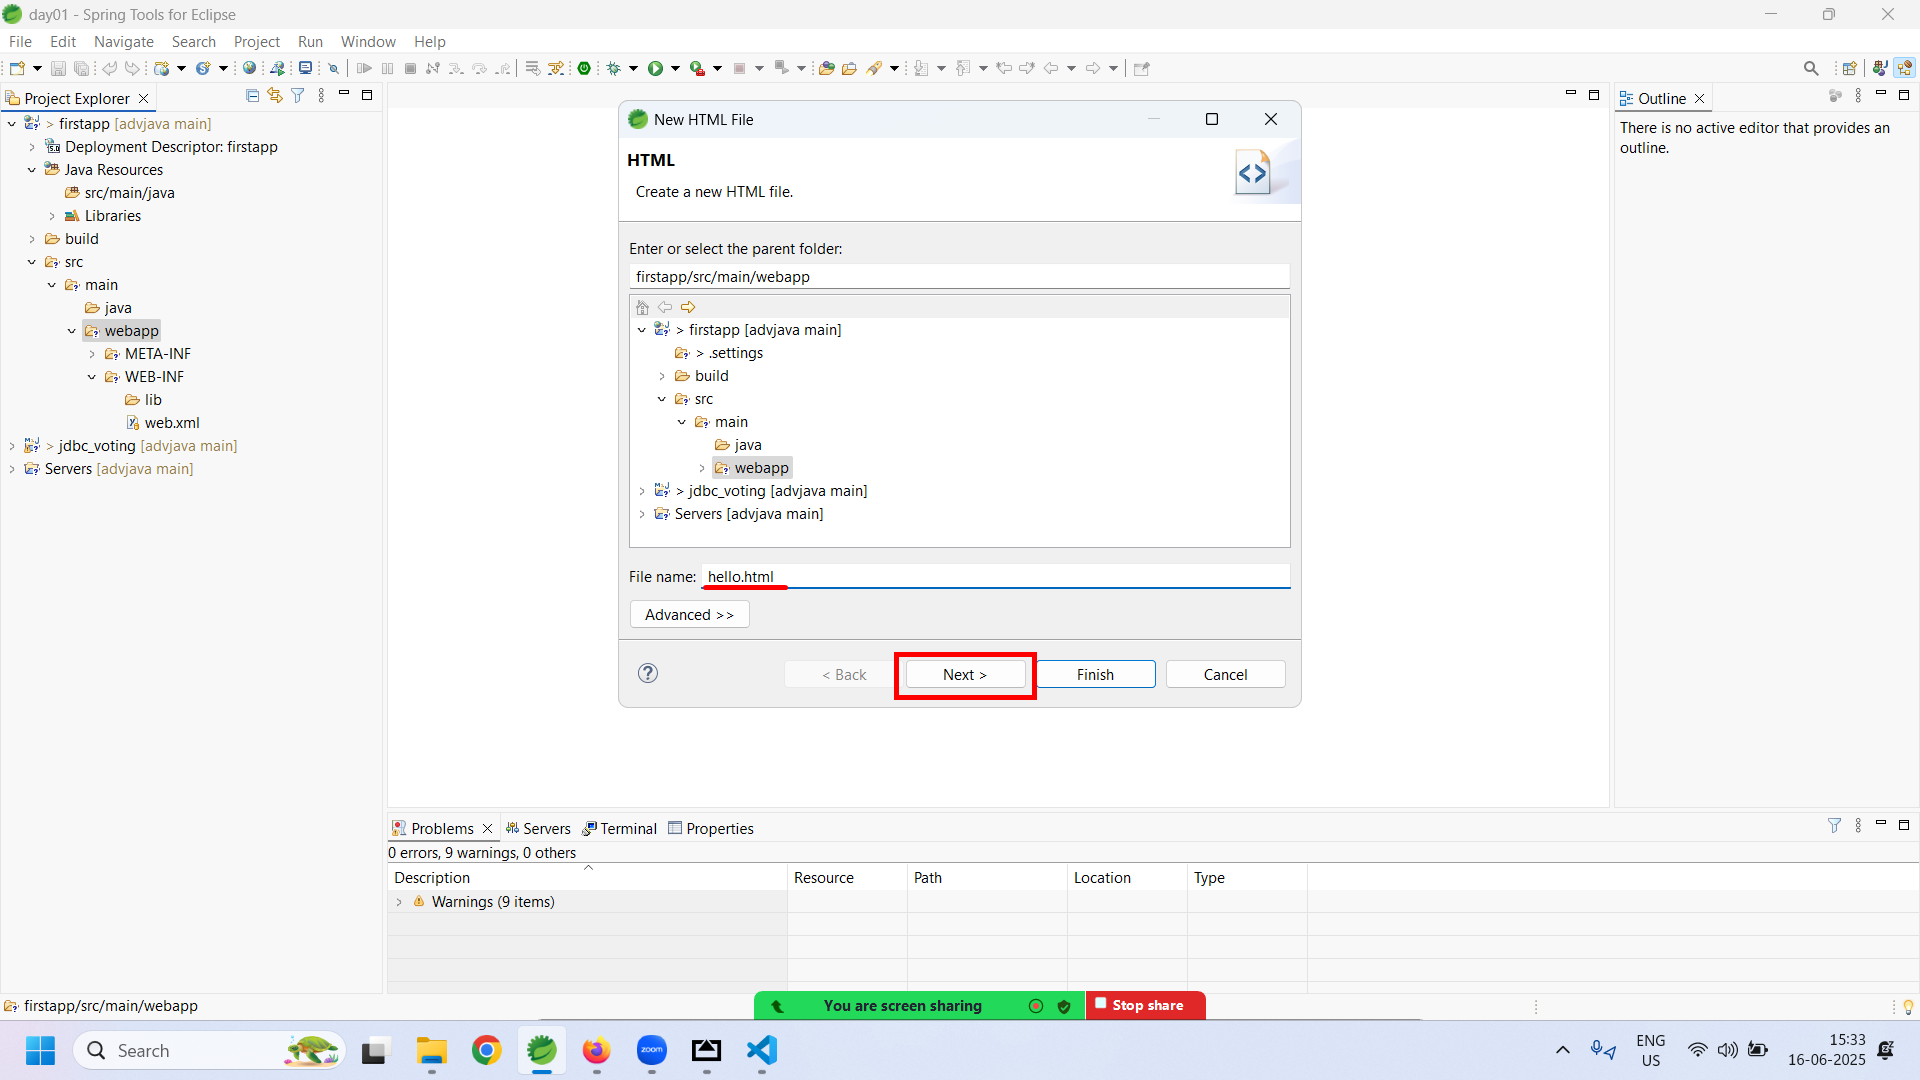 day01 - Spring Tools for Eclipse
File Edit Navigate Search Project Run Window Help
Project Explorer
> firstapp [advjava main]
Deployment Descriptor: firstapp
Java Resources
src/main/java
Libraries
build
src
main
java
webapp
META-INF
WEB-INF
lib
web.xml
> jdbc_voting [advjava main]
Servers [advjava main]
New HTML File
HTML
Create a new HTML file.
Enter or select the parent folder:
firstapp/src/main/webapp
> firstapp [advjava main]
> .settings
build
src
main
java
webapp
> jdbc_voting [advjava main]
Servers [advjava main]
File name: hello.html
Advanced >>
< Back Next > Finish Cancel
Outline
There is no active editor that provides an
outline.
Problems Servers Terminal Properties
0 errors, 9 warnings, 0 others
Description Resource Path Location Type
Warnings (9 items)
firstapp/src/main/webapp
You are screen sharing Stop share
Search
zoom
ENG
US
15:33
16-06-2025